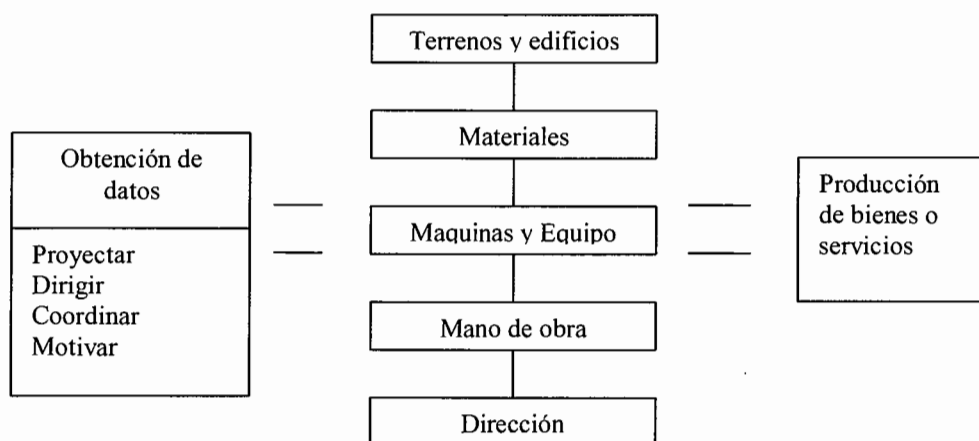 Terrenos y edificios
Materiales
Obtención de
datos
Proyectar
Dirigir
Coordinar
Motivar
Maquinas y Equipo
Mano de obra
Dirección
Producción
de bienes o
servicios